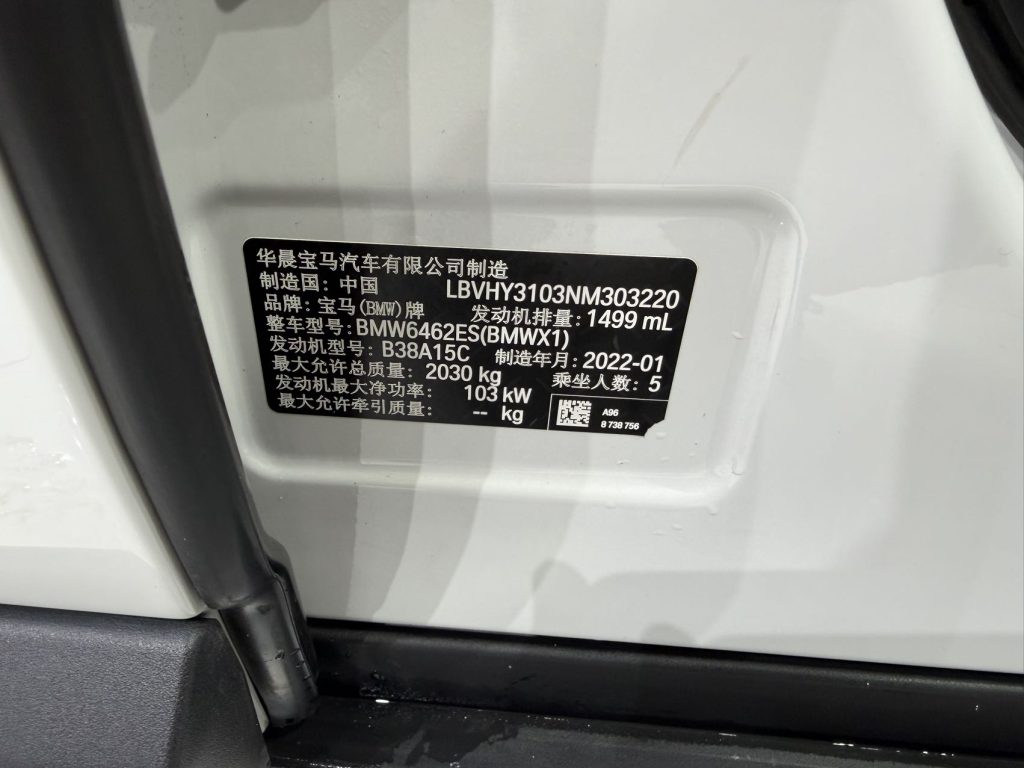 华晨宝马汽车有限公司制造
制造国：中国 LBVHY3103NM303220
品牌：宝马(BMW)牌 发动机排量：1499 mL
整车型号：BMW6462ES(BMWX1)
发动机型号：B38A15C 制造年月：2022-01
最大允许总质量：2030 kg 乘坐人数：5
发动机最大净功率：103 kW
最大允许牵引质量：-- kg
A96
8 738 756